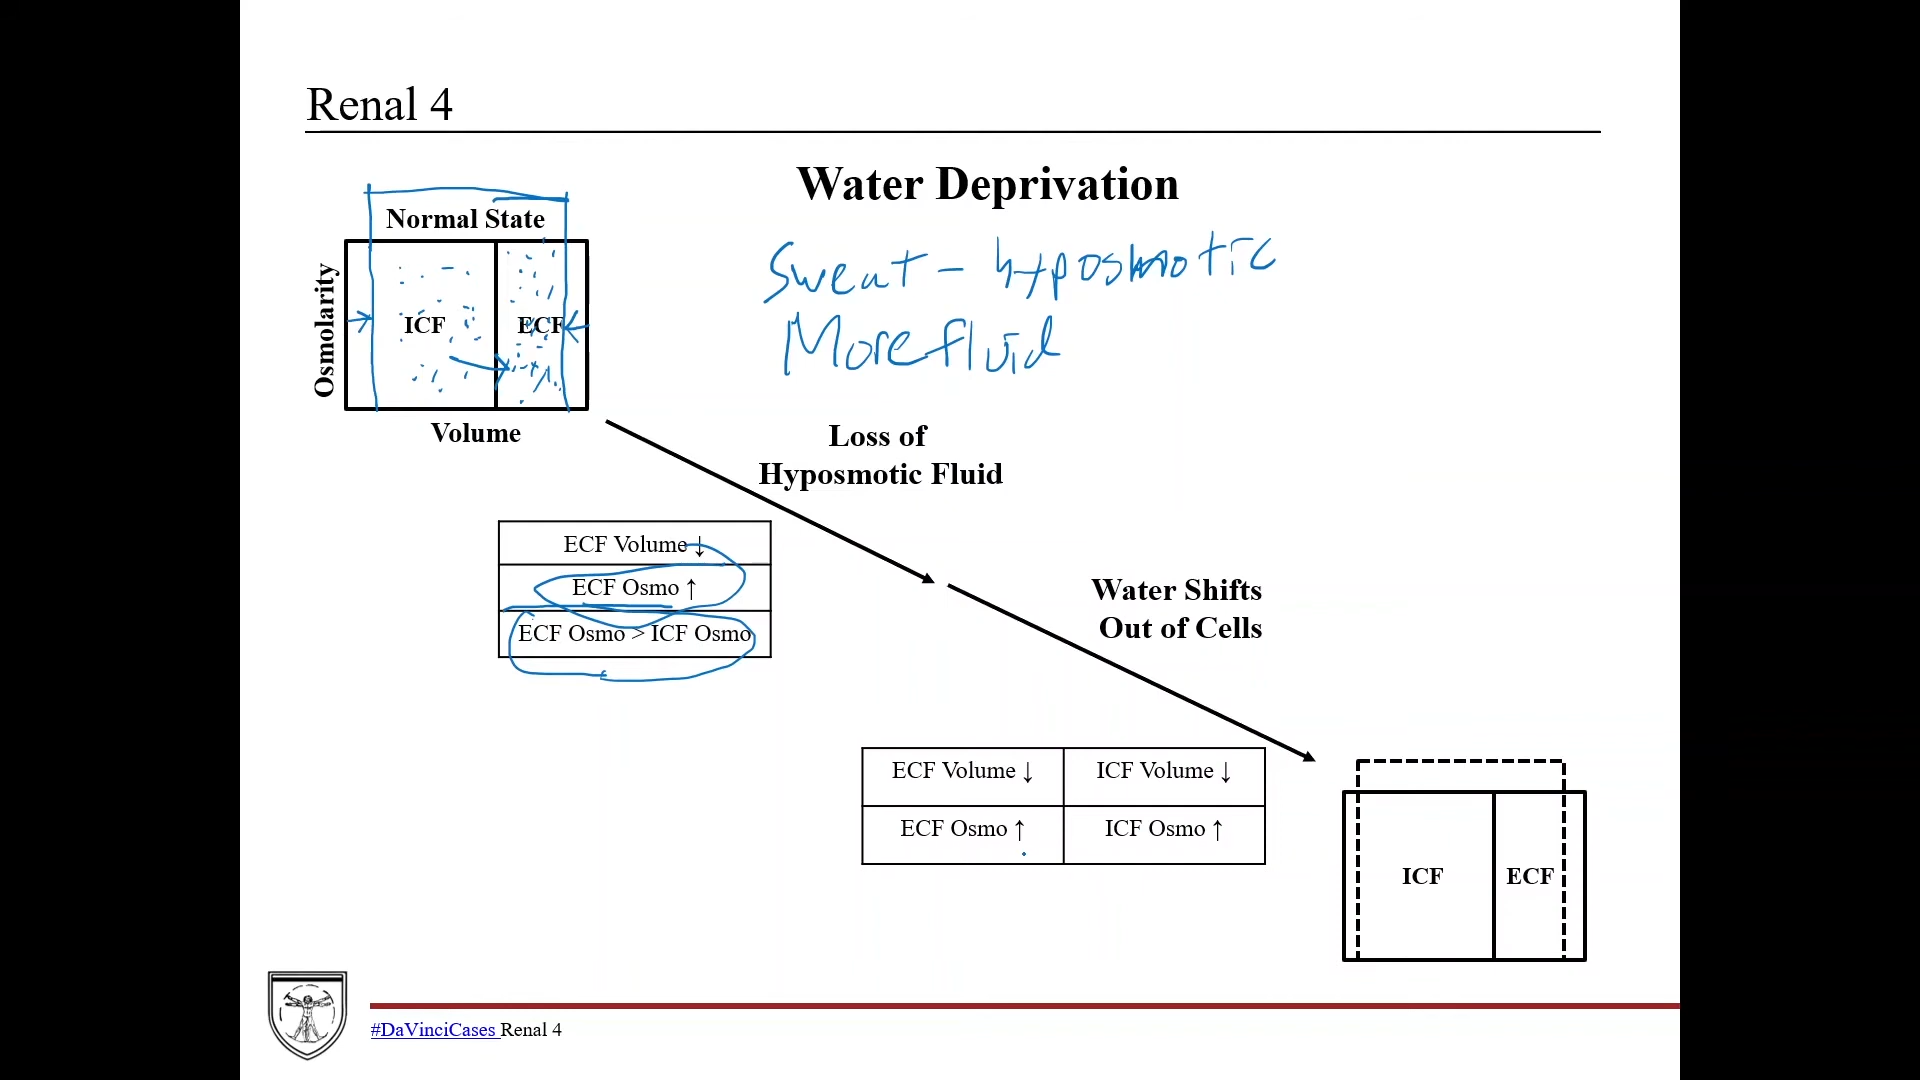 Renal 4
Water Deprivation
Normal State
Osmolarity
ICF
ECF
Volume
Sweat - hyposmotic
More fluid
Loss of
Hyposmotic Fluid
ECF Volume ↓
ECF Osmo ↑
ECF Osmo > ICF Osmo
Water Shifts
Out of Cells
ECF Volume ↓ ICF Volume ↓
ECF Osmo ↑ ICF Osmo ↑
ICF
ECF
#DaVinciCases Renal 4